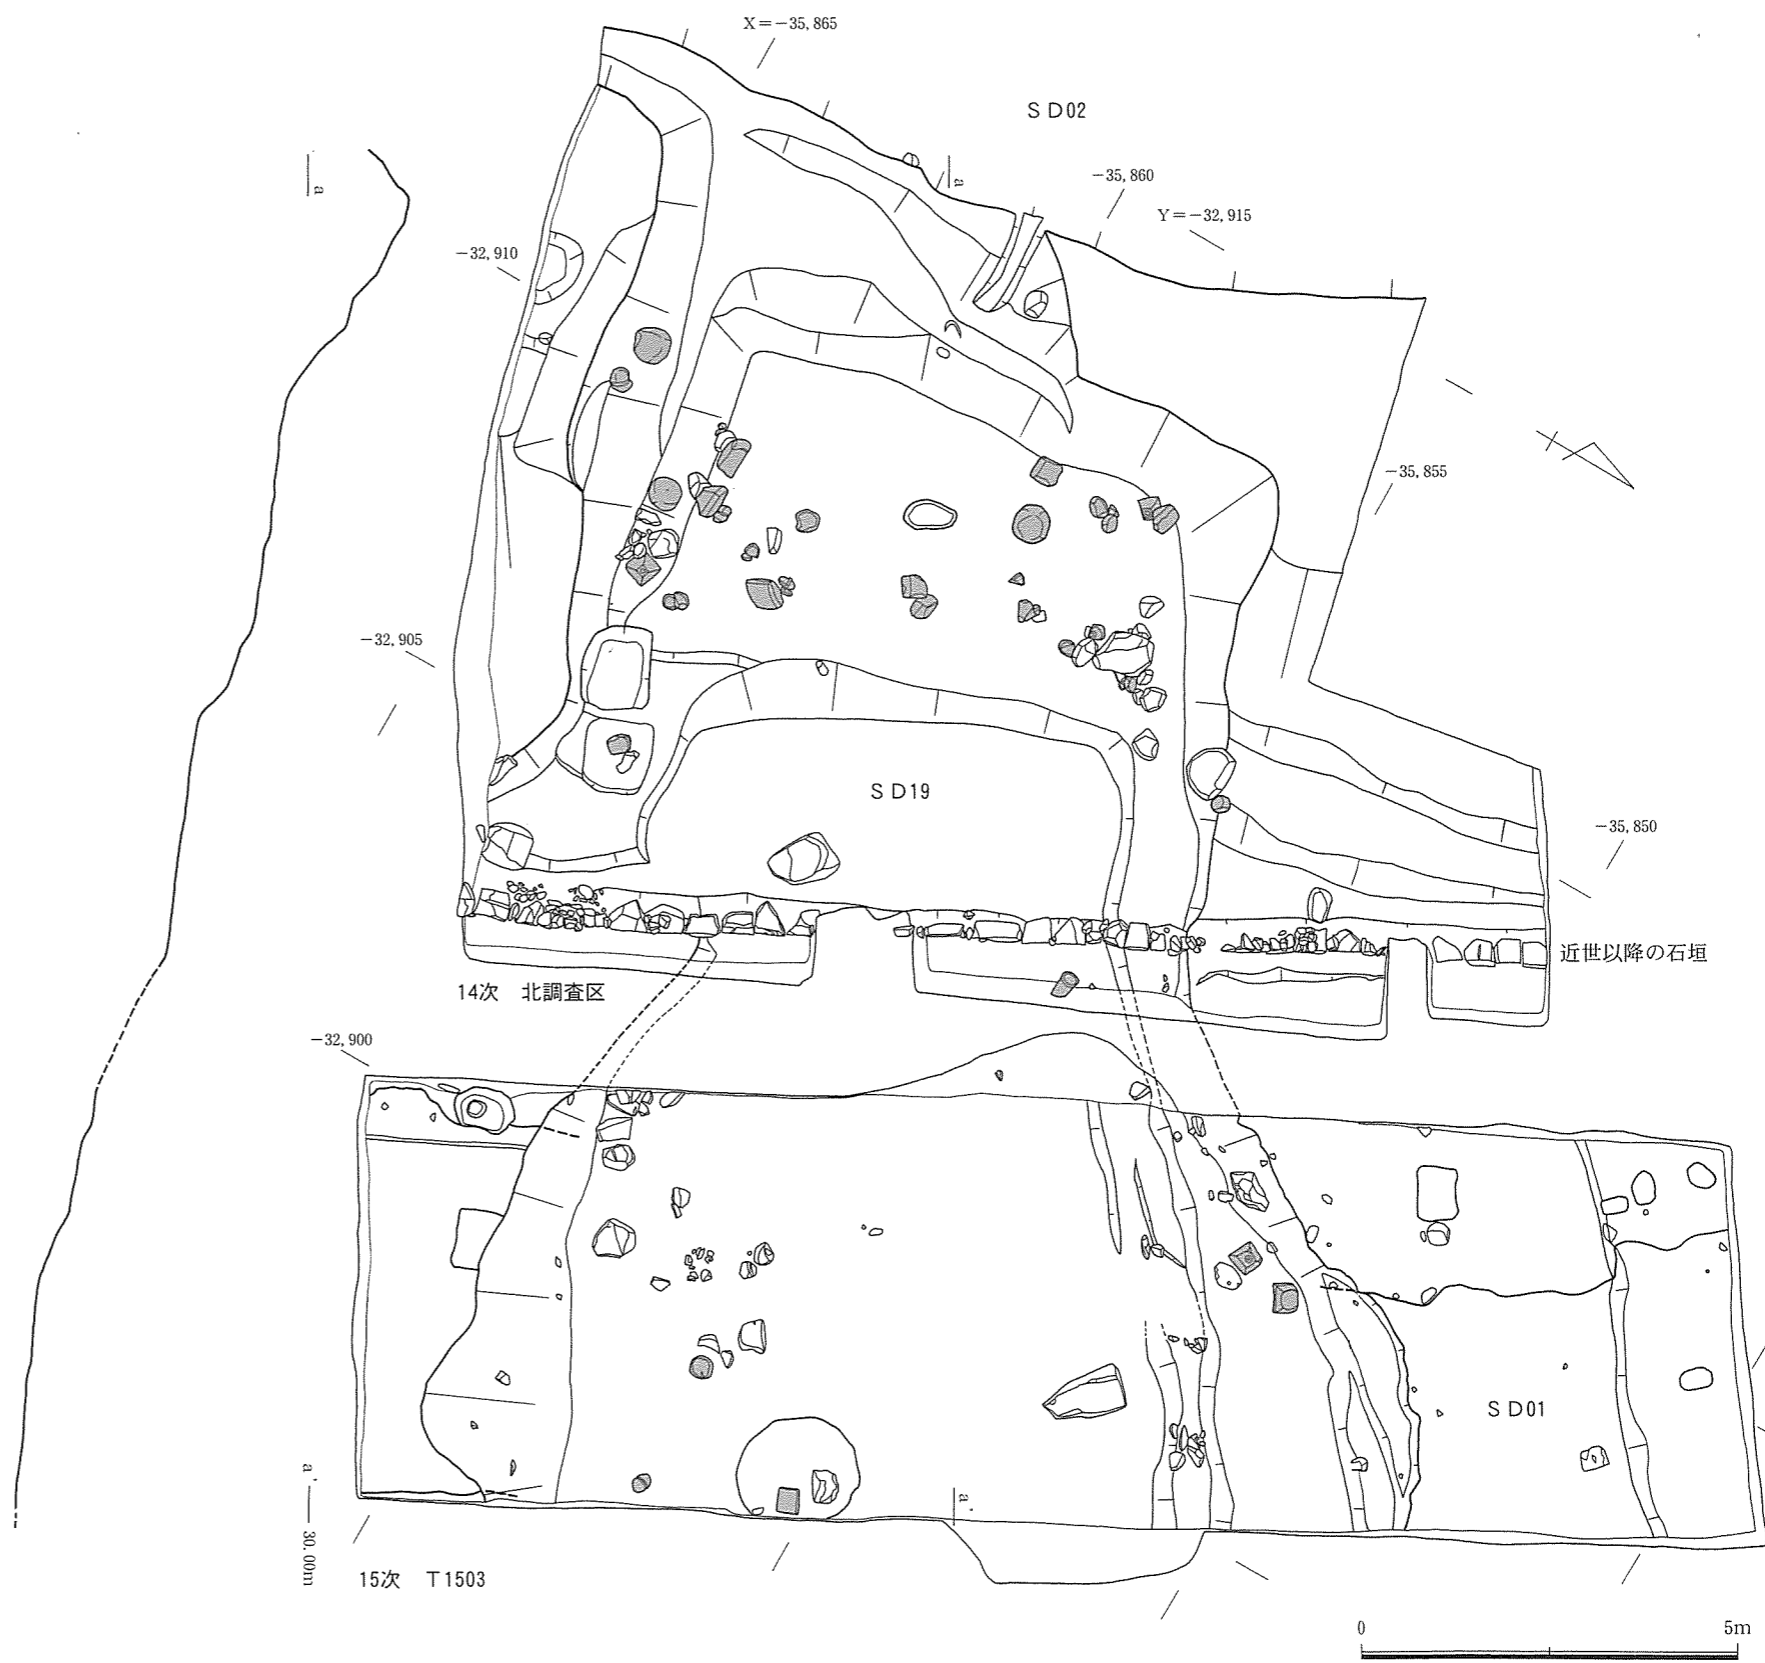 X=-35,865
SD02
a
a
-35,860
Y=-32,915
-32,910
-35,855
-32,905
SD19
-35,850
近世以降の石垣
14次　北調査区
-32,900
SD01
a'
a'
30.00m
15次　T1503
0
5m